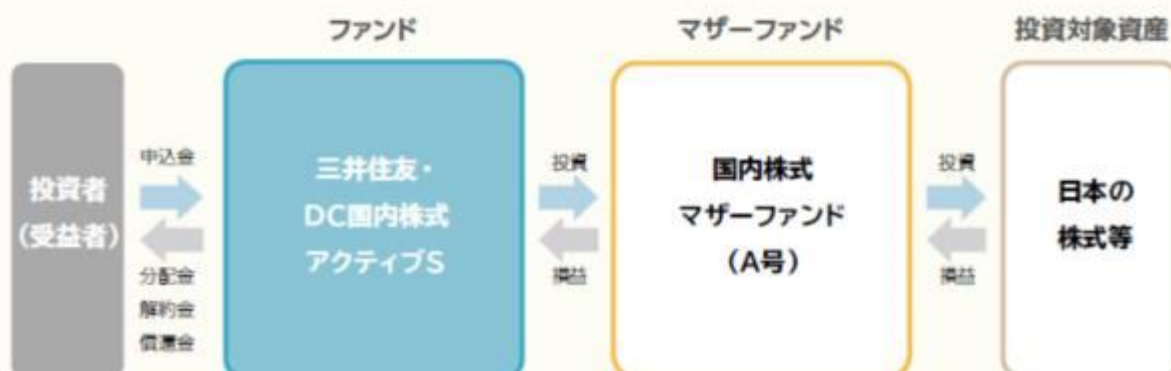 ファンド
マザーファンド
投資対象資産
投資者
(受益者)
申込金
分配金
解約金
償還金
三井住友・
DC国内株式
アクティブS
投資
損益
国内株式
マザーファンド
(A号)
投資
損益
日本の
株式等